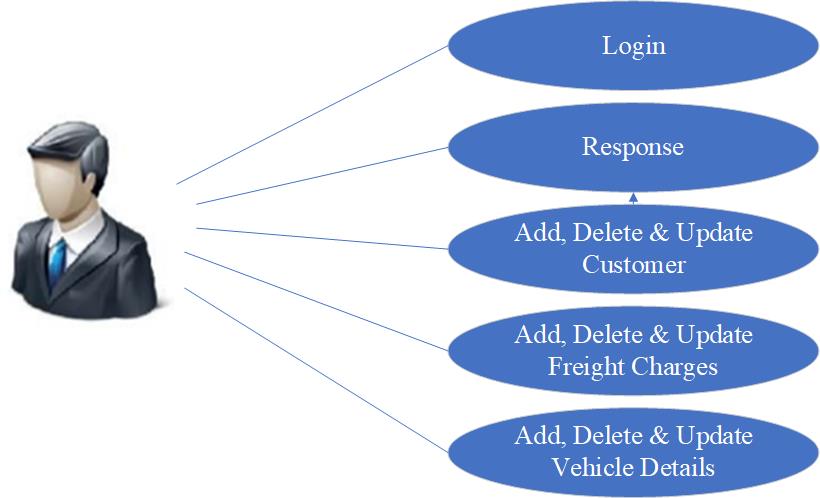 Login
Response
Add, Delete & Update
Customer
Add, Delete & Update
Freight Charges
Add, Delete & Update
Vehicle Details